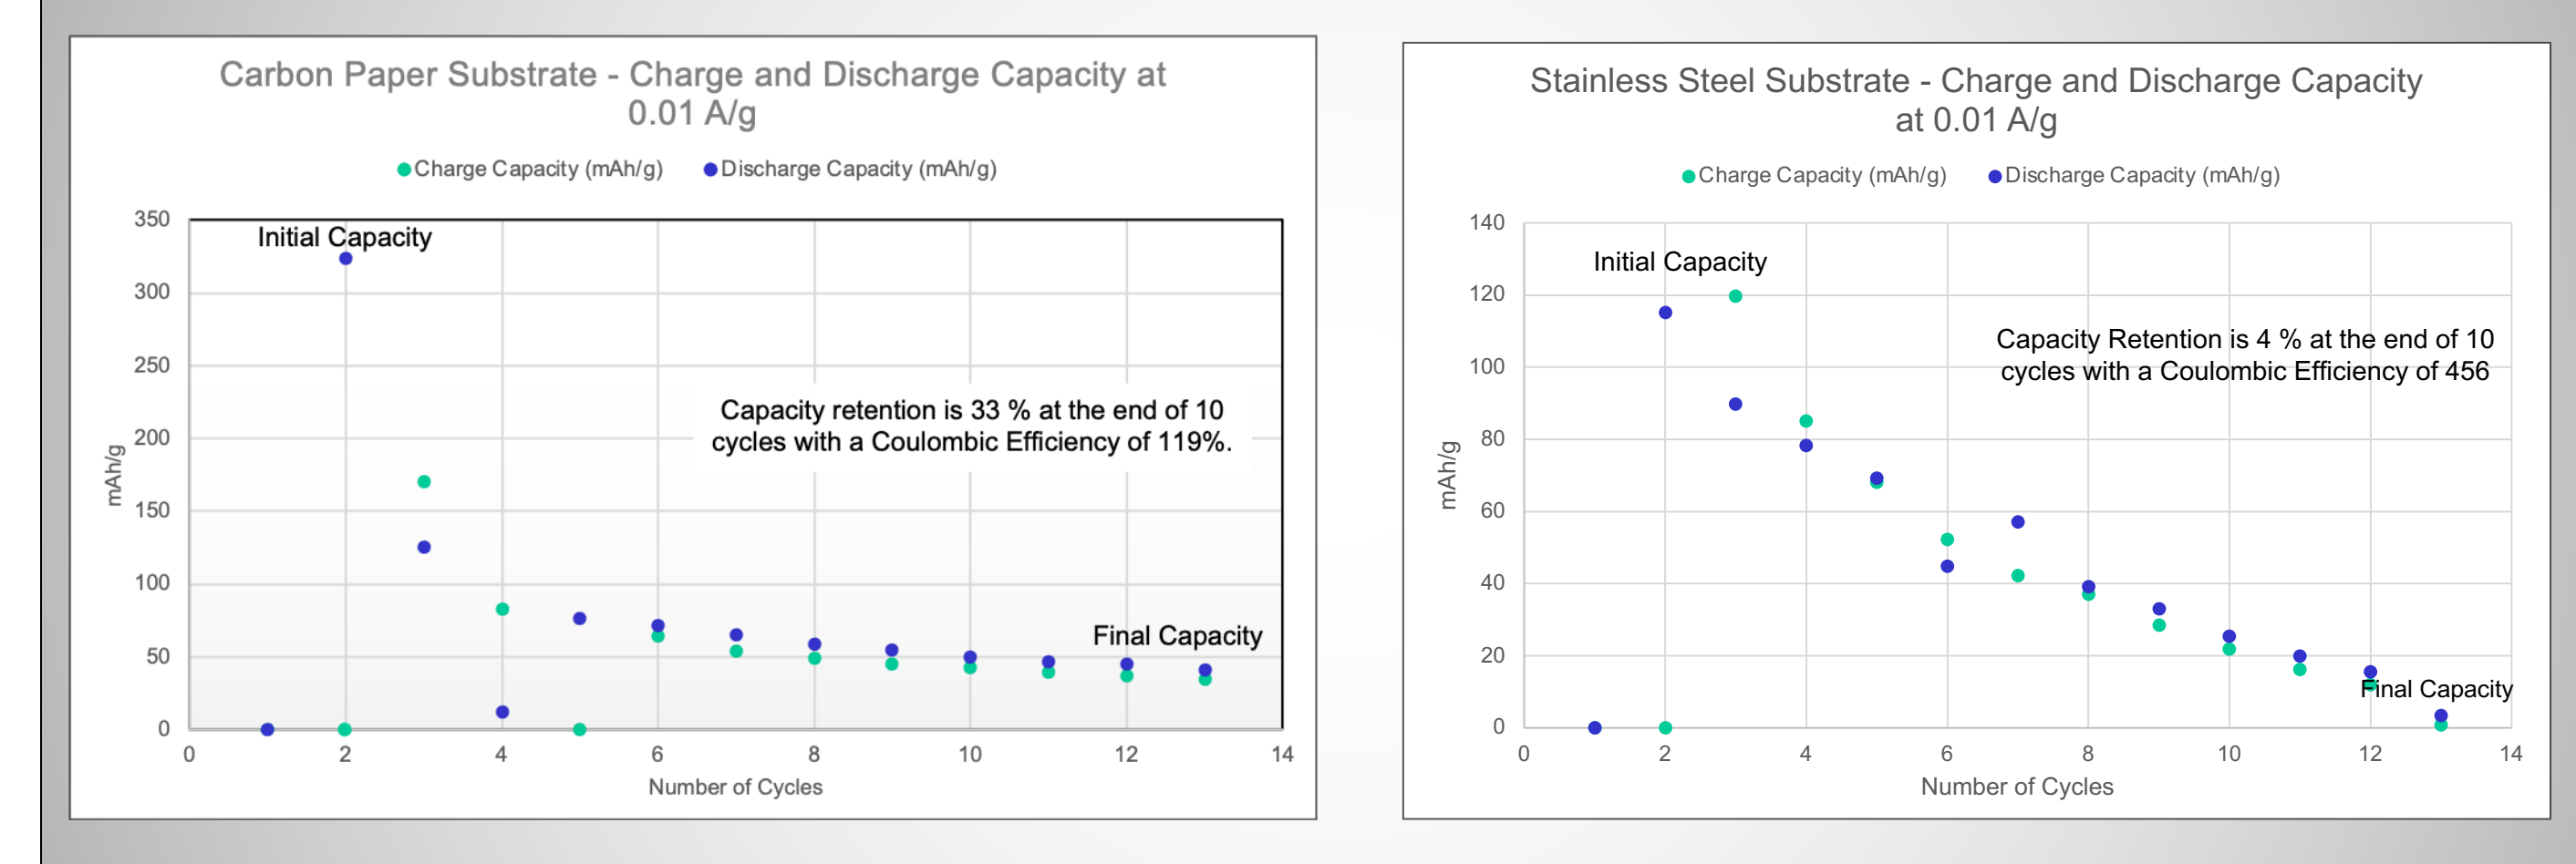 Carbon Paper Substrate - Charge and Discharge Capacity at
0.01 A/g
Charge Capacity (mAh/g) Discharge Capacity (mAh/g)
350
300
250
200
150
100
50
0
mAh/g
Initial Capacity
Capacity retention is 33 % at the end of 10
cycles with a Coulombic Efficiency of 119%.
Final Capacity
0 2 4 6 8 10 12 14
Number of Cycles
Stainless Steel Substrate - Charge and Discharge Capacity
at 0.01 A/g
Charge Capacity (mAh/g) Discharge Capacity (mAh/g)
140
120
100
80
60
40
20
0
mAh/g
Initial Capacity
Capacity Retention is 4 % at the end of 10
cycles with a Coulombic Efficiency of 456
Final Capacity
0 2 4 6 8 10 12 14
Number of Cycles